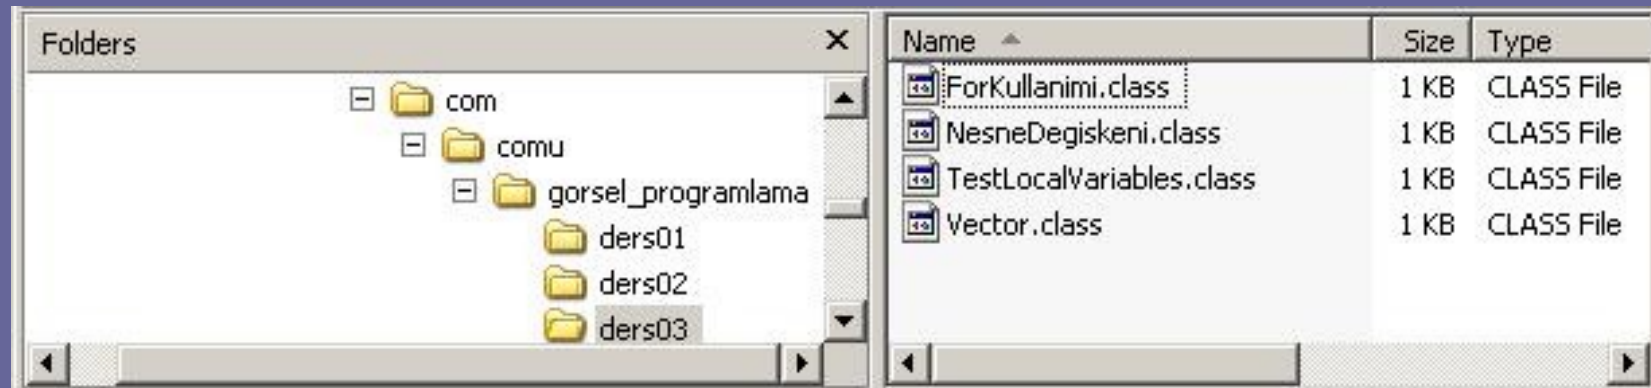 Folders
com
comu
gorsel_programlama
ders01
ders02
ders03
Name Size Type
ForKullanimi.class 1 KB CLASS File
NesneDegiskeni.class 1 KB CLASS File
TestLocalVariables.class 1 KB CLASS File
Vector.class 1 KB CLASS File